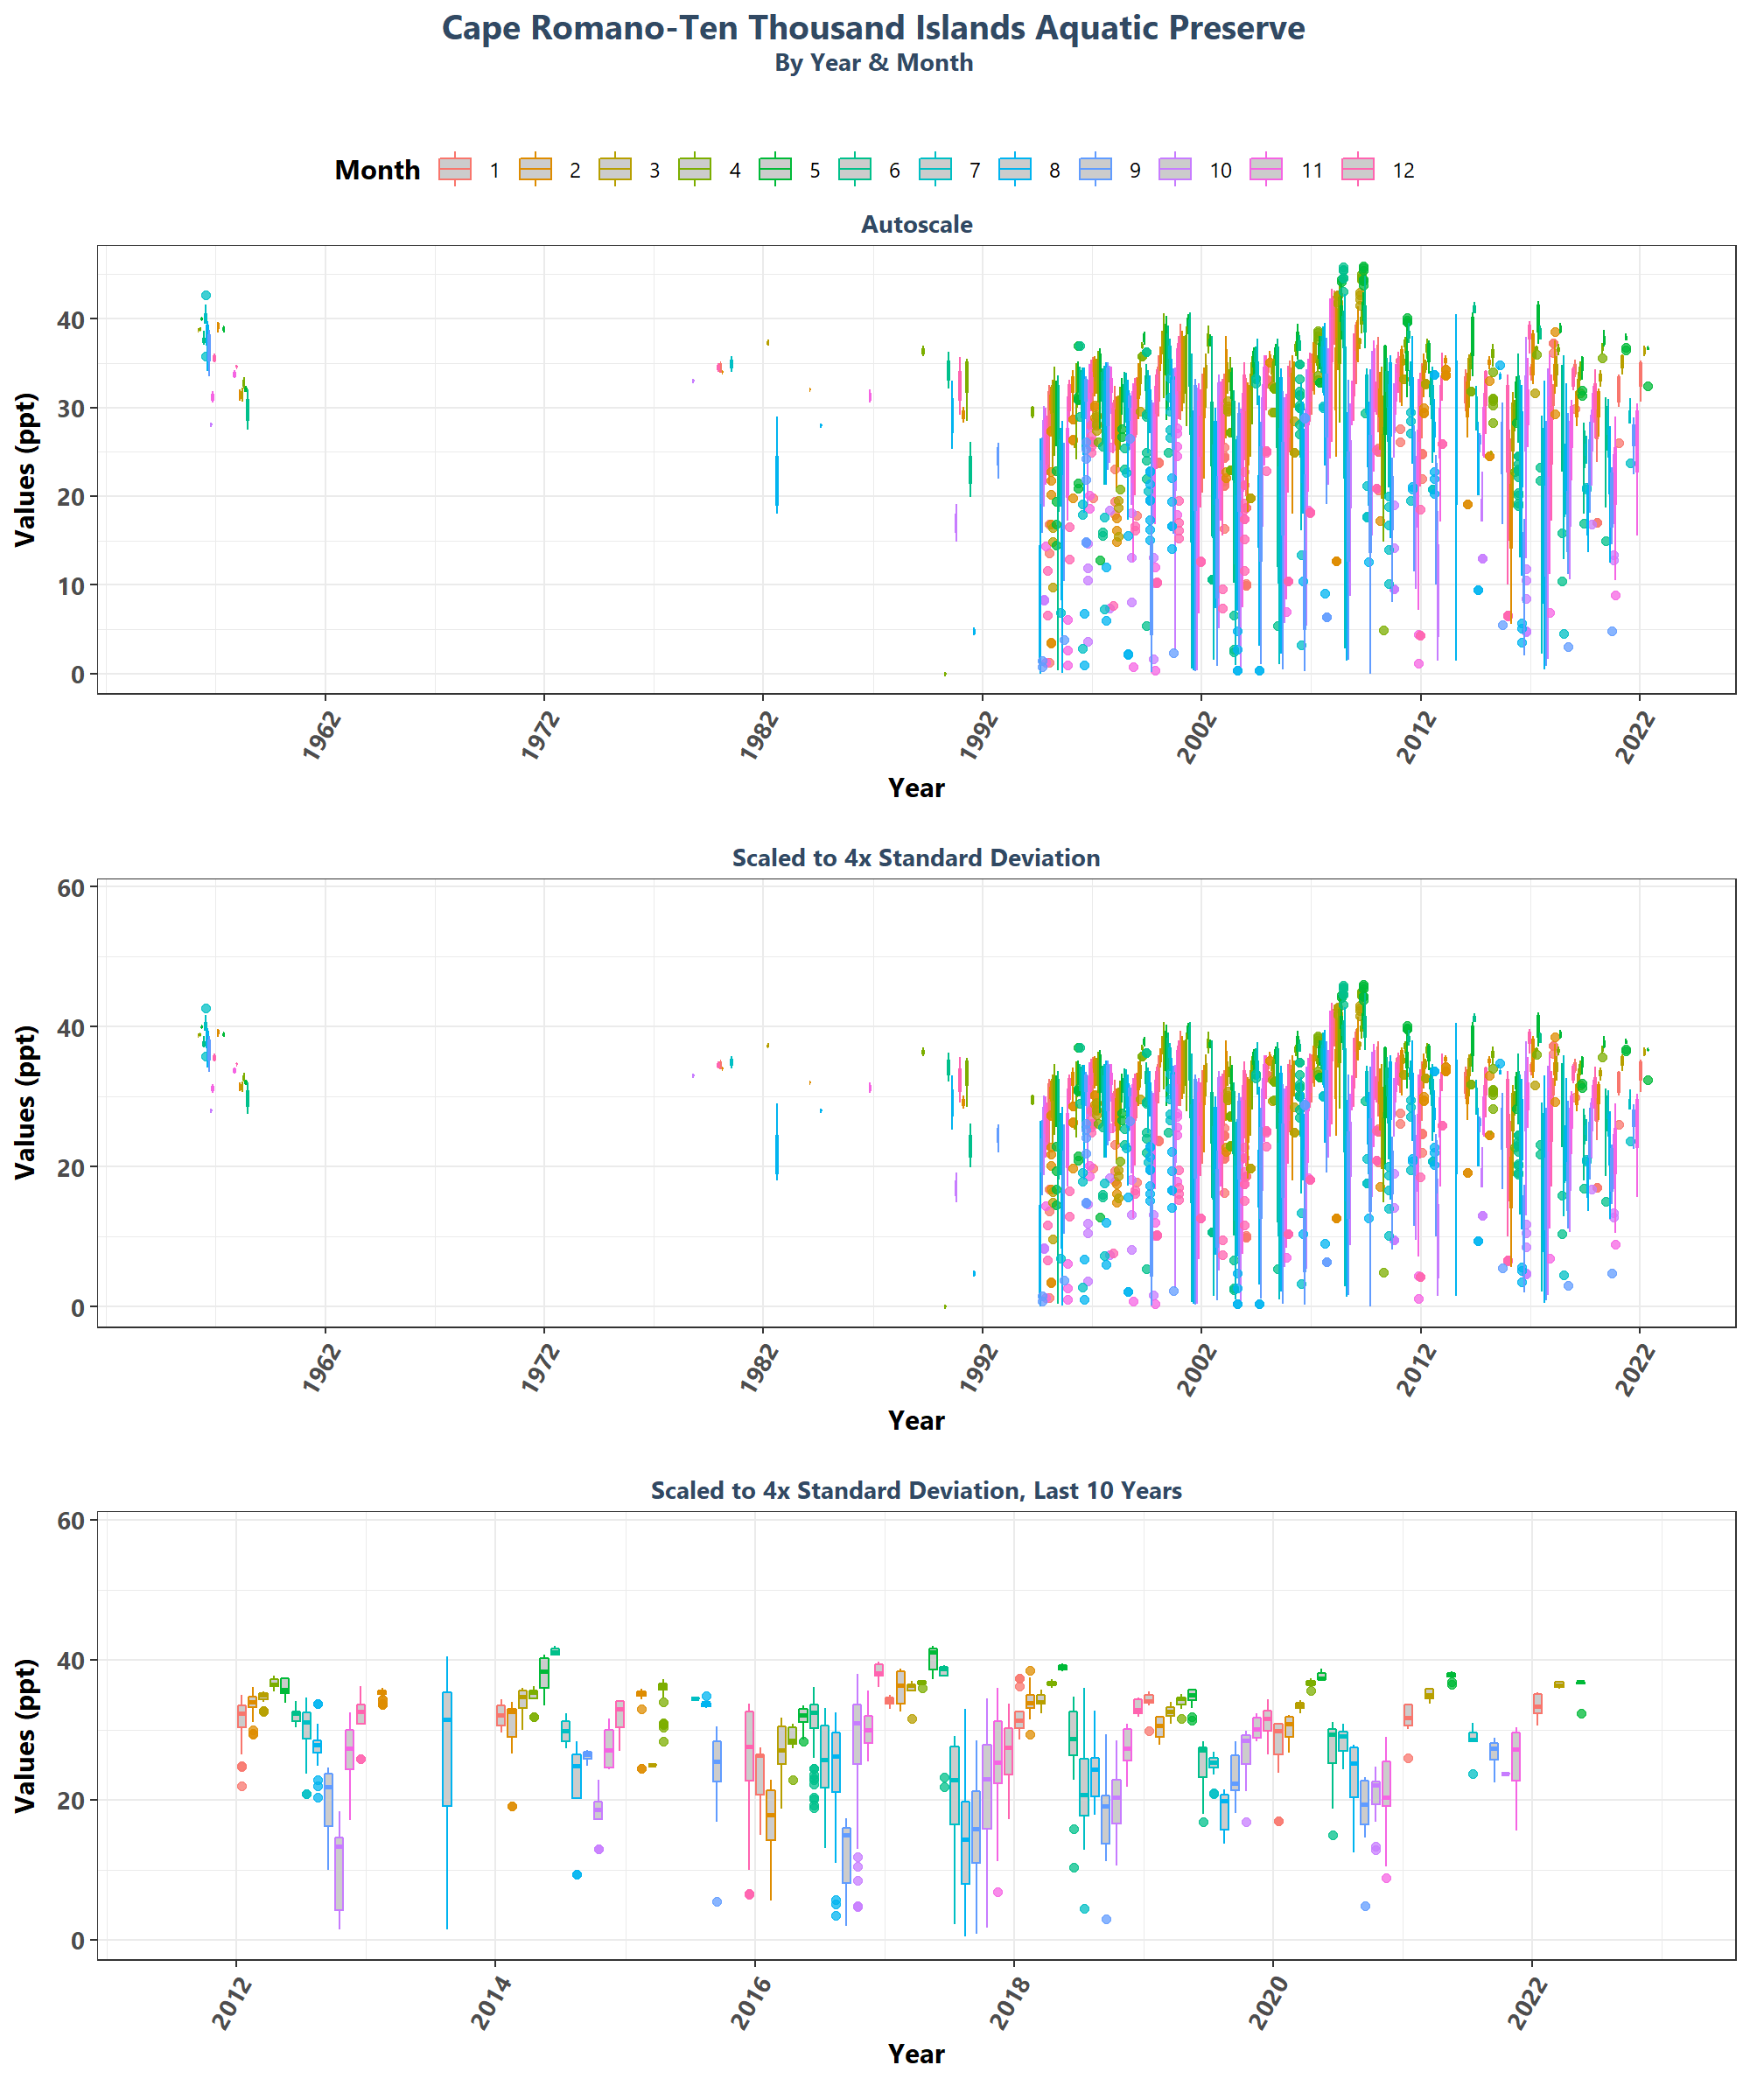 Cape Romano-Ten Thousand Islands Aquatic Preserve
By Year & Month
Month 1 2 3 4 5 6 7 8 9 10 11 12
Autoscale
Values (ppt)
40
30
20
10
0
1962 1972 1982 1992 2002 2012 2022
Year
Scaled to 4x Standard Deviation
Values (ppt)
60
40
20
0
1962 1972 1982 1992 2002 2012 2022
Year
Scaled to 4x Standard Deviation, Last 10 Years
Values (ppt)
60
40
20
0
2012 2014 2016 2018 2020 2022
Year